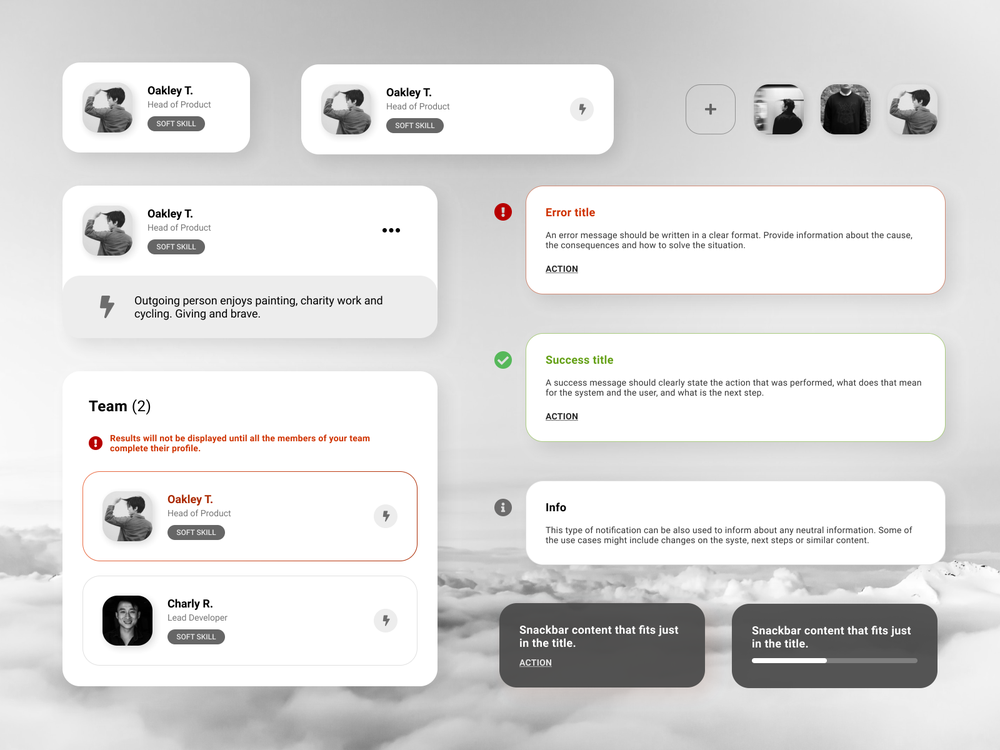 Oakley T.
Head of Product
SOFT SKILL
Oakley T.
Head of Product
SOFT SKILL
Oakley T.
Head of Product
SOFT SKILL
Outgoing person enjoys painting, charity work and
cycling. Giving and brave.
Team (2)
Results will not be displayed until all the members of your team
complete their profile.
Oakley T.
Head of Product
SOFT SKILL
Charly R.
Lead Developer
SOFT SKILL
Error title
An error message should be written in a clear format. Provide information about the cause,
the consequences and how to solve the situation.
ACTION
Success title
A success message should clearly state the action that was performed, what does that mean
for the system and the user, and what is the next step.
ACTION
Info
This type of notification can be also used to inform about any neutral information. Some of
the use cases might include changes on the syste, next steps or similar content.
Snackbar content that fits just
in the title.
ACTION
Snackbar content that fits just
in the title.